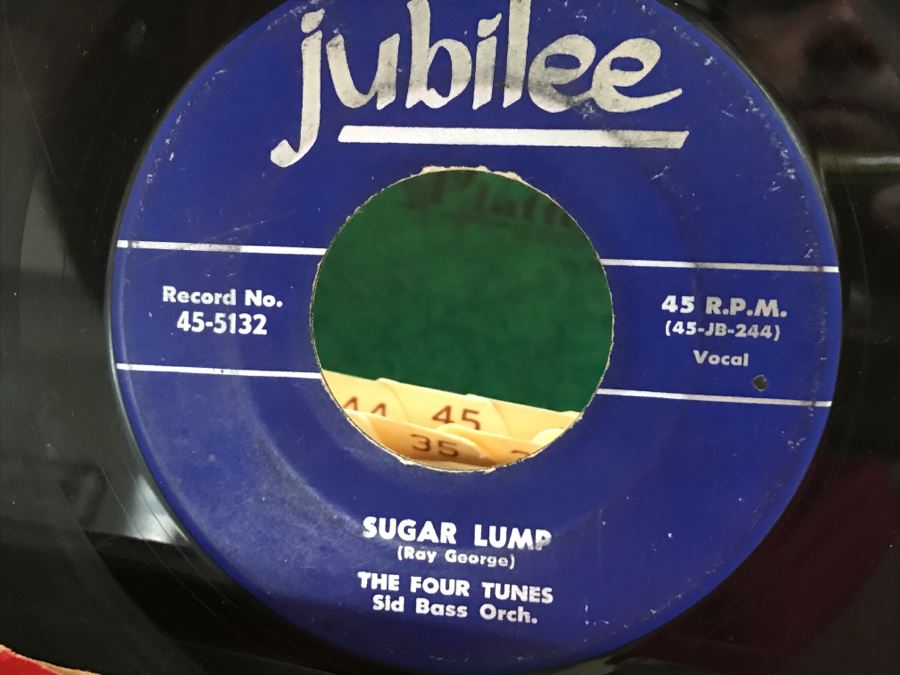 jubilee
Record No.
45-5132
45 R.P.M.
(45-JB-244)
Vocal
44 45
35
SUGAR LUMP
(Ray George)
THE FOUR TUNES
Sid Bass Orch.